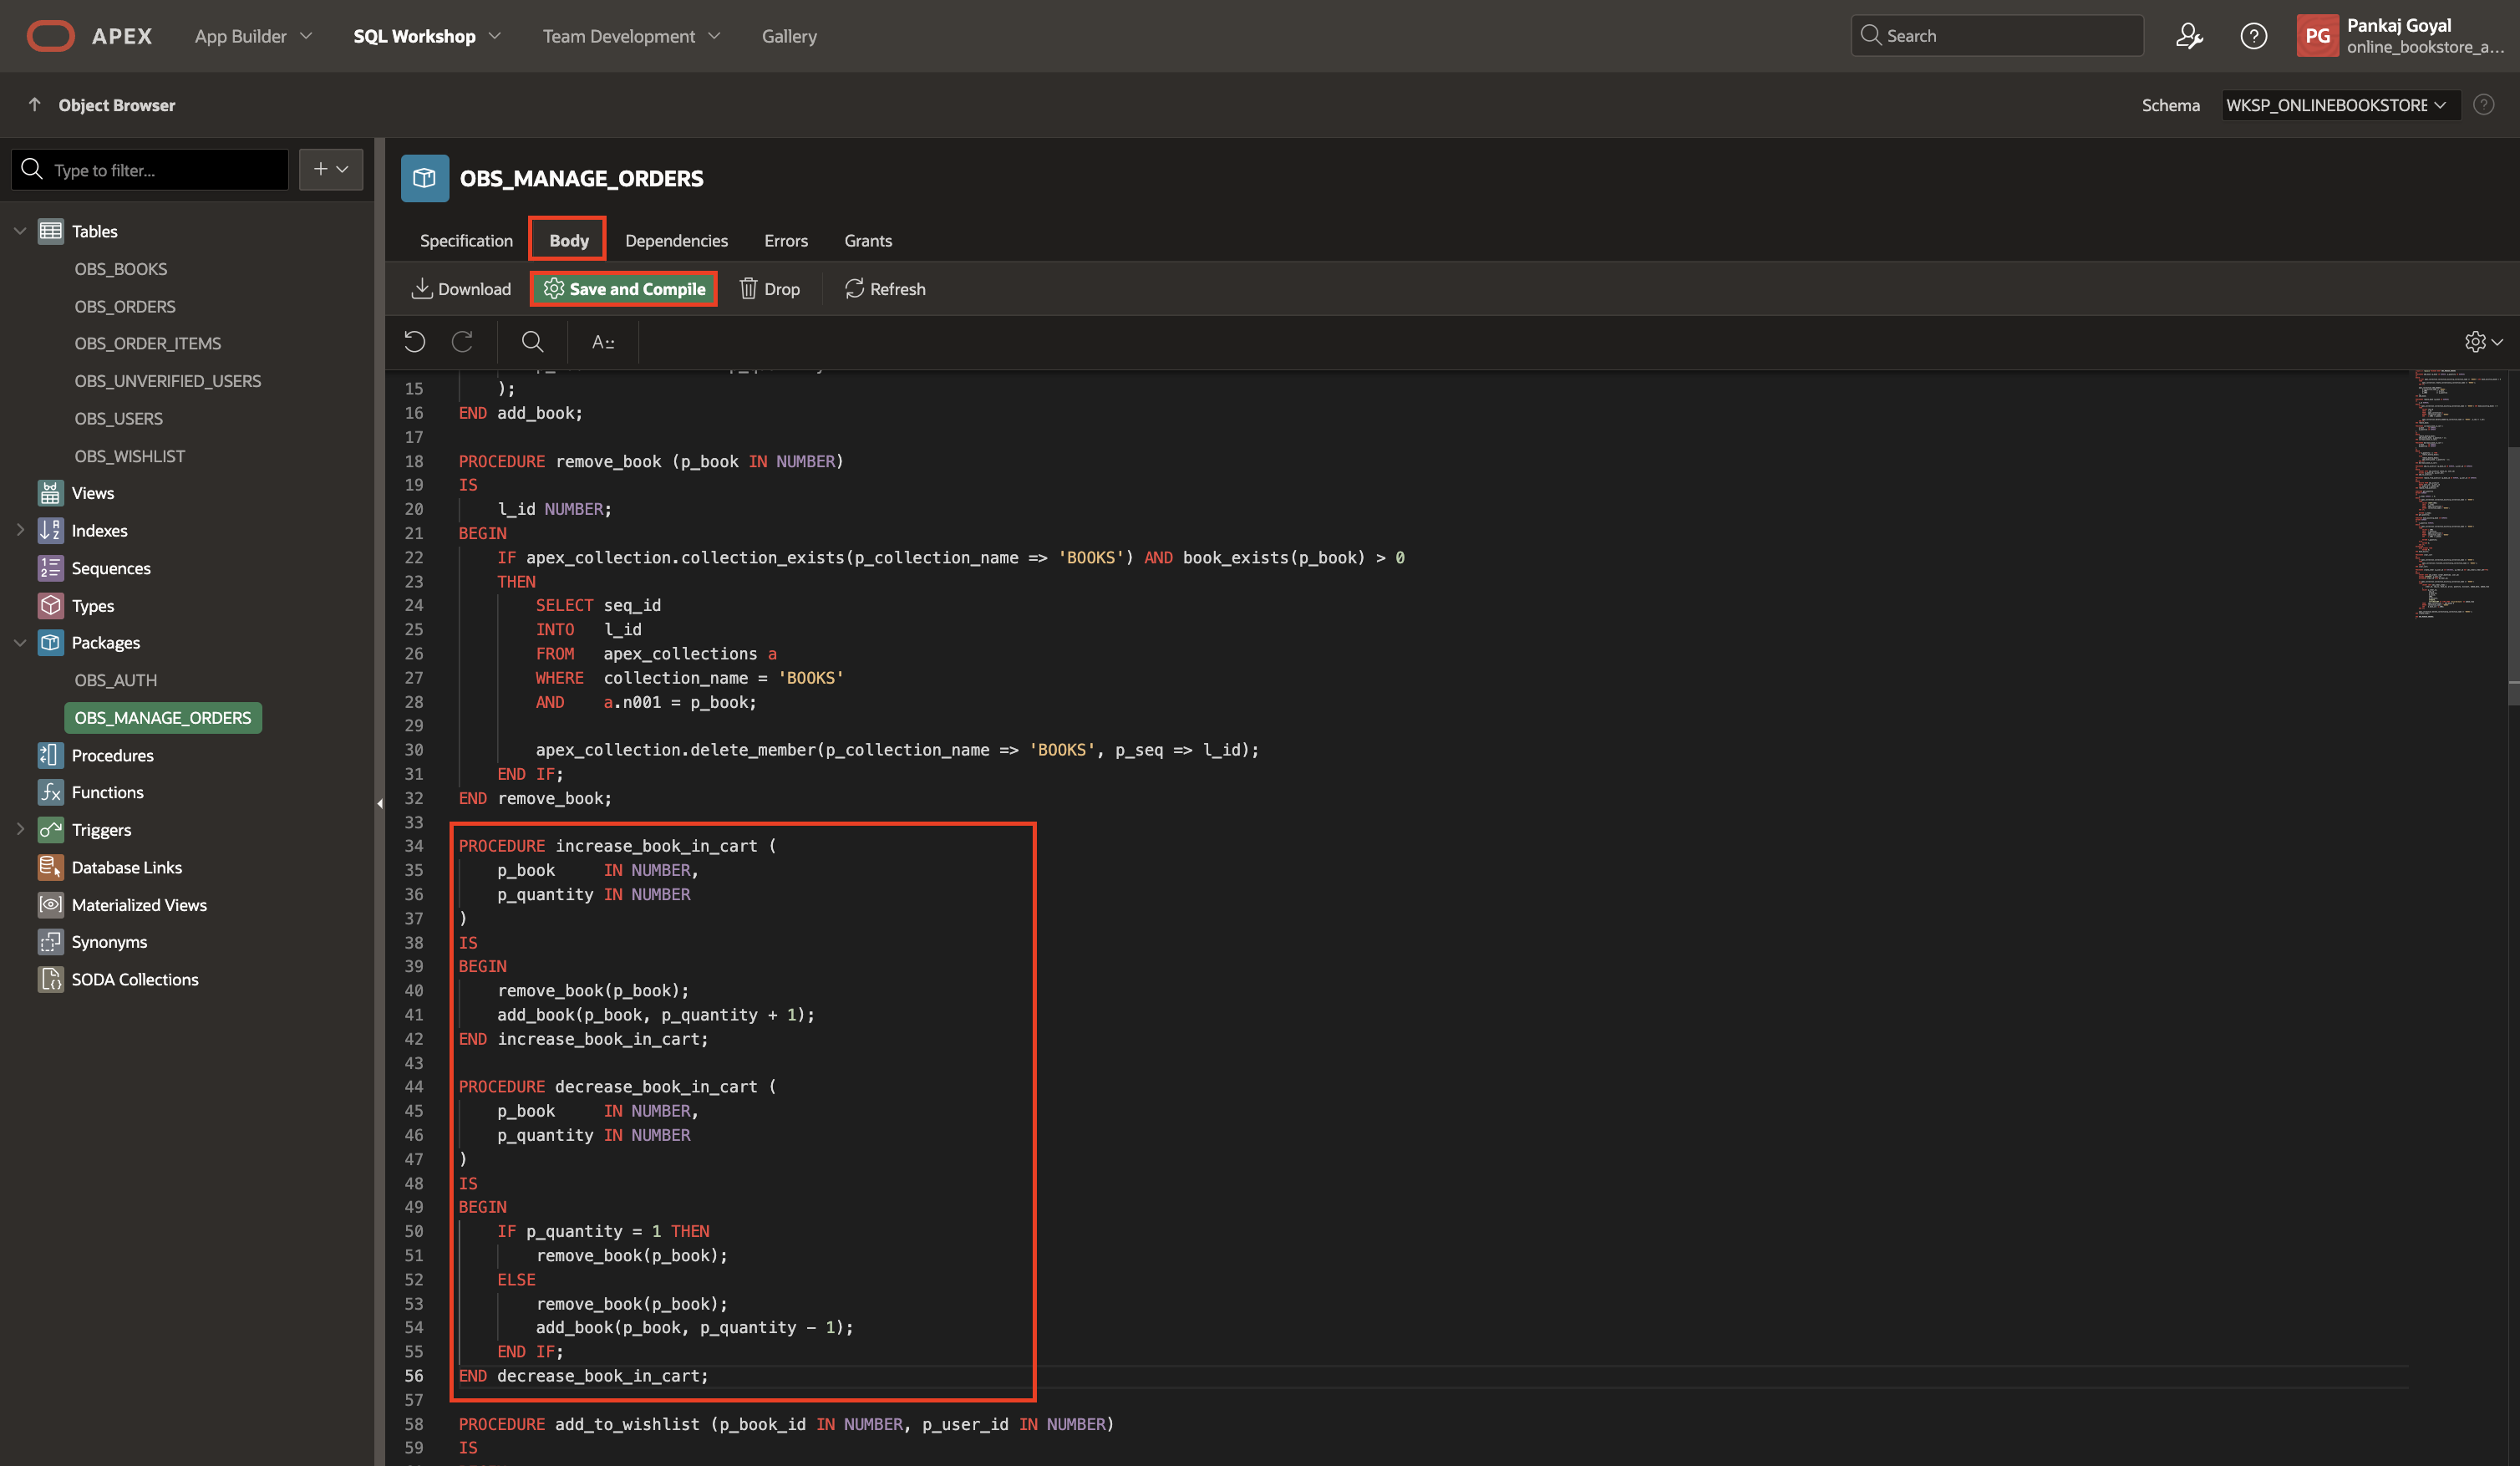 APEX App Builder SQL Workshop Team Development Gallery Search PG Pankaj Goyal
online_bookstore_a...
Object Browser Schema WKSP_ONLINEBOOKSTORE
Type to filter...
Tables
OBS_BOOKS
OBS_ORDERS
OBS_ORDER_ITEMS
OBS_UNVERIFIED_USERS
OBS_USERS
OBS_WISHLIST
Views
Indexes
Sequences
Types
Packages
OBS_AUTH
OBS_MANAGE_ORDERS
Procedures
Functions
Triggers
Database Links
Materialized Views
Synonyms
SODA Collections
OBS_MANAGE_ORDERS
Specification Body Dependencies Errors Grants
Download Save and Compile Drop Refresh
15 );
16 END add_book;
17
18 PROCEDURE remove_book (p_book IN NUMBER)
19 IS
20 l_id NUMBER;
21 BEGIN
22 IF apex_collection.collection_exists(p_collection_name => 'BOOKS') AND book_exists(p_book) > 0
23 THEN
24 SELECT seq_id
25 INTO l_id
26 FROM apex_collections a
27 WHERE collection_name = 'BOOKS'
28 AND a.n001 = p_book;
29
30 apex_collection.delete_member(p_collection_name => 'BOOKS', p_seq => l_id);
31 END IF;
32 END remove_book;
33
34 PROCEDURE increase_book_in_cart (
35 p_book IN NUMBER,
36 p_quantity IN NUMBER
37 )
38 IS
39 BEGIN
40 remove_book(p_book);
41 add_book(p_book, p_quantity + 1);
42 END increase_book_in_cart;
43
44 PROCEDURE decrease_book_in_cart (
45 p_book IN NUMBER,
46 p_quantity IN NUMBER
47 )
48 IS
49 BEGIN
50 IF p_quantity = 1 THEN
51 remove_book(p_book);
52 ELSE
53 remove_book(p_book);
54 add_book(p_book, p_quantity - 1);
55 END IF;
56 END decrease_book_in_cart;
57
58 PROCEDURE add_to_wishlist (p_book_id IN NUMBER, p_user_id IN NUMBER)
59 IS